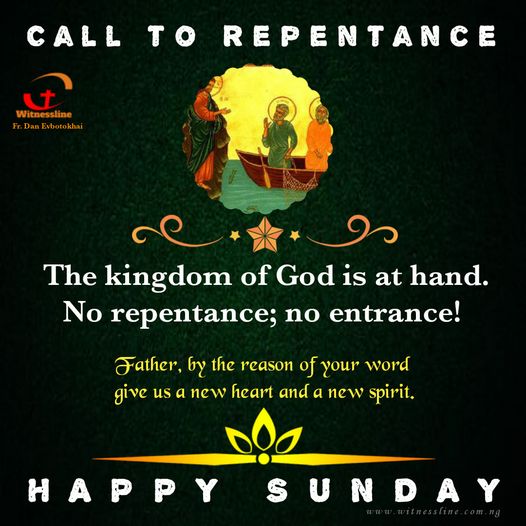 CALL TO REPENTANCE
Witnessline
Fr. Dan Evbotokhai
The kingdom of God is at hand.
No repentance; no entrance!
Father, by the reason of your word
give us a new heart and a new spirit.
HAPPY SUNDAY
www.witnessline.com.ng